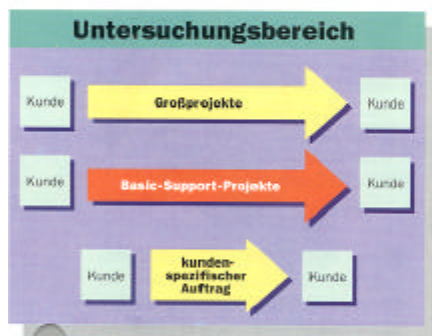 Untersuchungsbereich
Kunde Großprojekte Kunde
Kunde Basic-Support-Projekte Kunde
Kunde kunden-
spezifischer
Auftrag Kunde